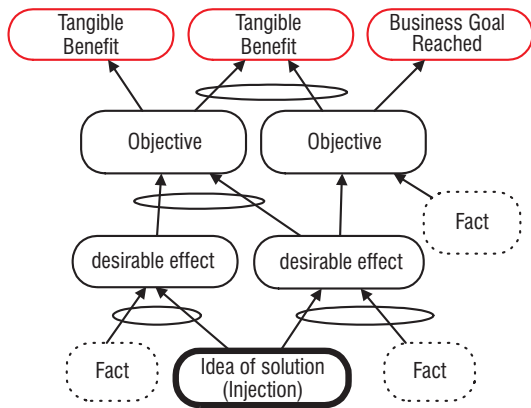 Tangible
Benefit
Tangible
Benefit
Business Goal
Reached
Objective
Objective
Fact
desirable effect
desirable effect
Fact
Idea of solution
(Injection)
Fact